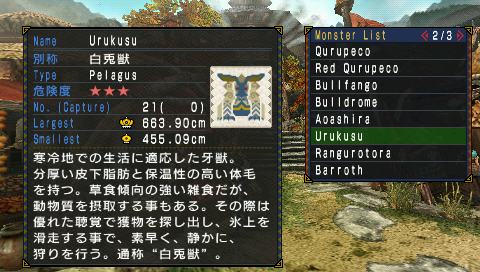 Name Urukusu
別称 白兎獣
Type Pelagus
危険度 ★★★
No. (Capture) 21( 0)
Largest 663.90cm
Smallest 455.09cm
寒冷地での生活に適応した牙獣。
分厚い皮下脂肪と保温性の高い体毛
を持つ。草食傾向の強い雑食だが、
動物質を摂取する事もある。その際は
優れた聴覚で獲物を探し出し、氷上を
滑走する事で、素早く、静かに、
狩りを行う。通称“白兎獣”。
Monster List 2/3
Qurupeco
Red Qurupeco
Bullfango
Bulldrome
Aoashira
Urukusu
Rangurotora
Barroth